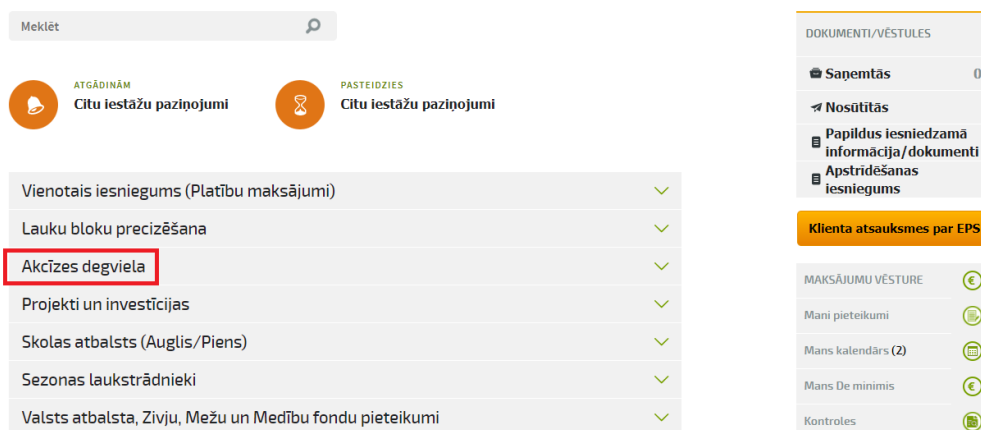 Meklēt
ATGĀDINĀM
Citu iestāžu paziņojumi
PASTEIDZIES
Citu iestāžu paziņojumi
Vienotais iesniegums (Platību maksājumi)
Lauku bloku precizēšana
Akcīzes degviela
Projekti un investīcijas
Skolas atbalsts (Auglis/Piens)
Sezonas laukstrādnieki
Valsts atbalsta, Zivju, Mežu un Medību fondu pieteikumi
DOKUMENTI/VĒSTULES
Saņemtās 0
Nosūtītās
Papildus iesniedzamā
informācija/dokumenti
Apstrīdēšanas
iesniegums
Klienta atsauksmes par EPS
MAKSĀJUMU VĒSTURE
Mani pieteikumi
Mans kalendārs (2)
Mans De minimis
Kontroles